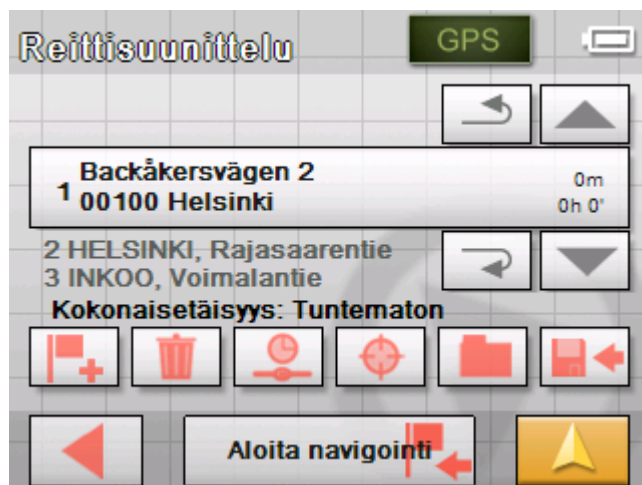 Reittisuunittelu
GPS
1 Backåkersvägen 2
00100 Helsinki
0m
0h 0'
2 HELSINKI, Rajasaarentie
3 INKOO, Voimalantie
Kokonaisetäisyys: Tuntematon
Aloita navigointi